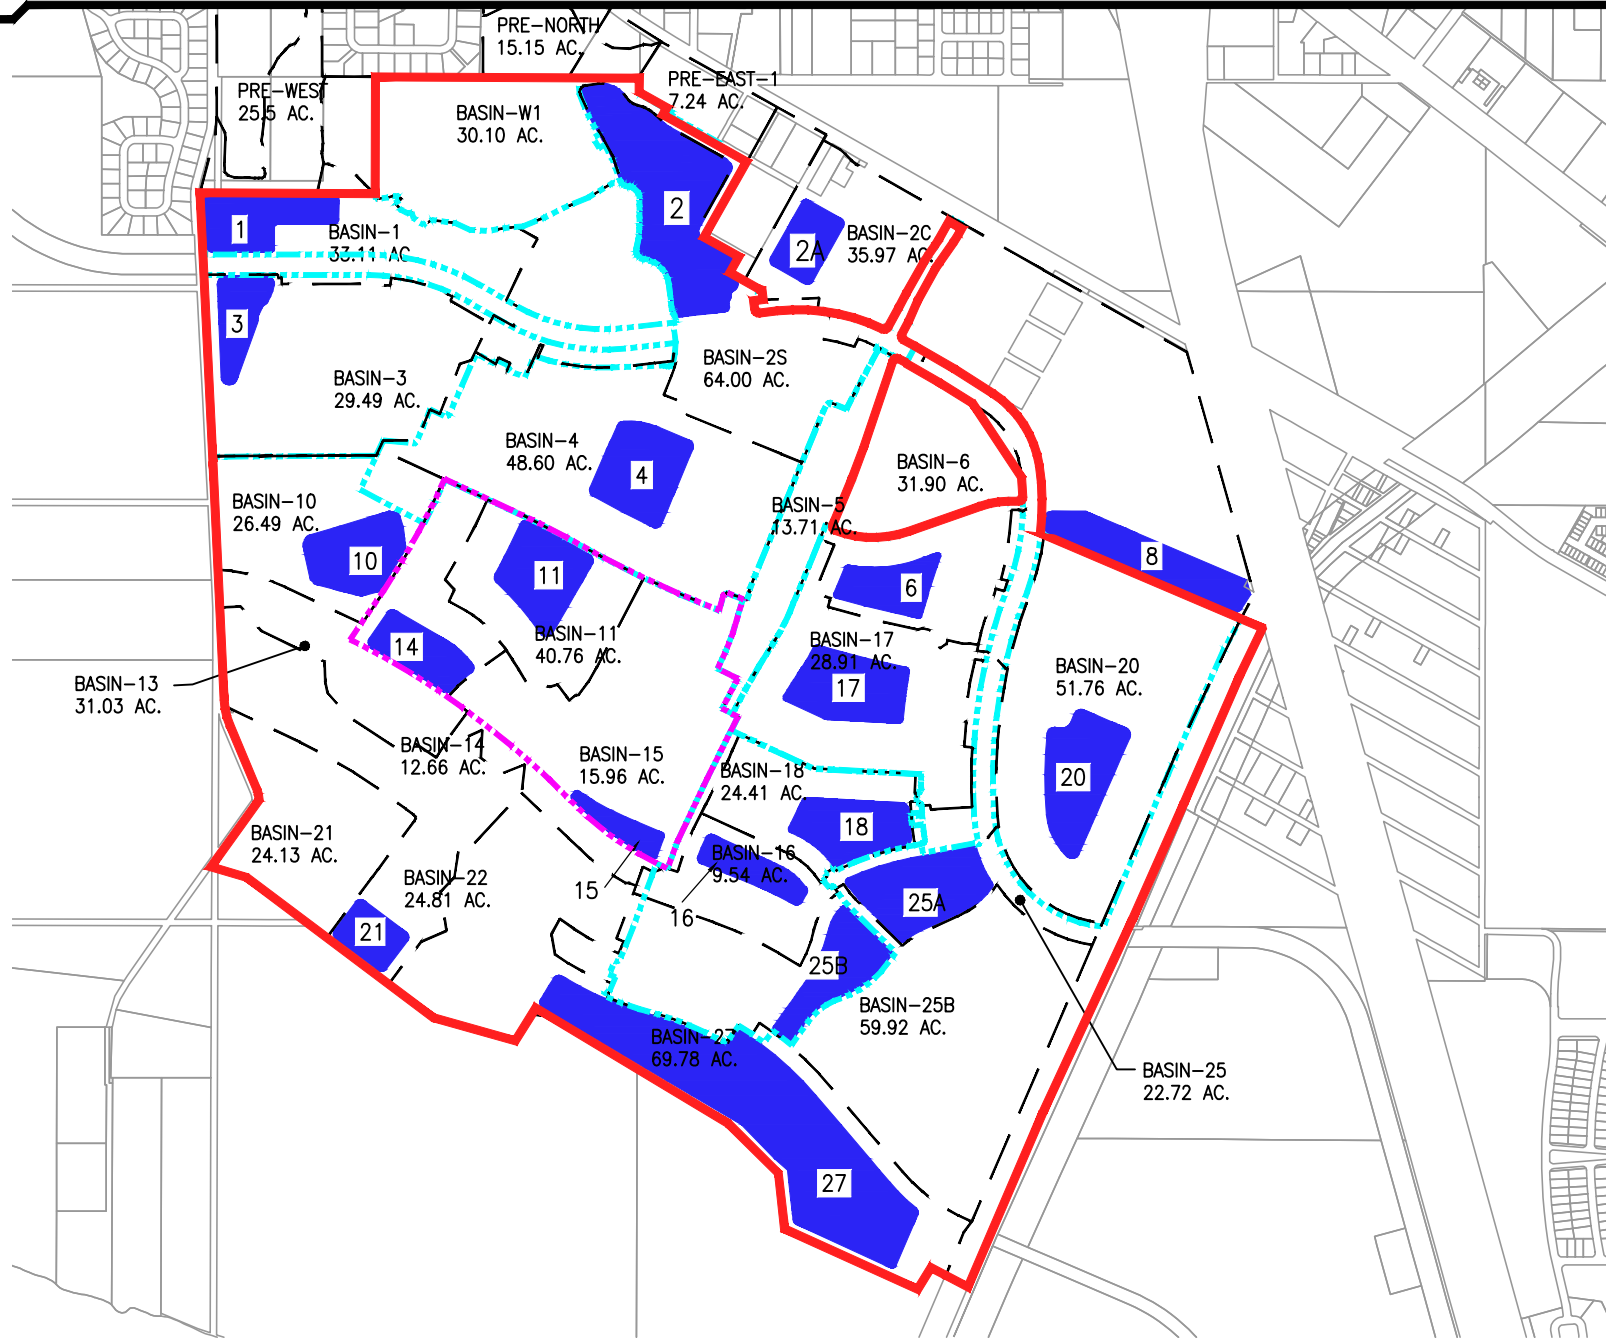 PRE-NORTH
15.15 AC.
PRE-WEST
25.5 AC.
PRE-EAST-1
7.24 AC.
BASIN-W1
30.10 AC.
1
BASIN-1
33.11 AC.
2
2A
BASIN-2C
35.97 AC.
3
BASIN-3
29.49 AC.
BASIN-2S
64.00 AC.
BASIN-4
48.60 AC.
4
BASIN-6
31.90 AC.
BASIN-5
13.71 AC.
BASIN-10
26.49 AC.
10
11
6
8
BASIN-11
40.76 AC.
14
BASIN-17
28.91 AC.
17
BASIN-20
51.76 AC.
BASIN-13
31.03 AC.
BASIN-14
12.66 AC.
BASIN-15
15.96 AC.
BASIN-18
24.41 AC.
20
18
BASIN-21
24.13 AC.
BASIN-16
9.54 AC.
BASIN-22
24.81 AC.
15
16
25A
21
25B
BASIN-25B
59.92 AC.
BASIN-27
69.78 AC.
BASIN-25
22.72 AC.
27